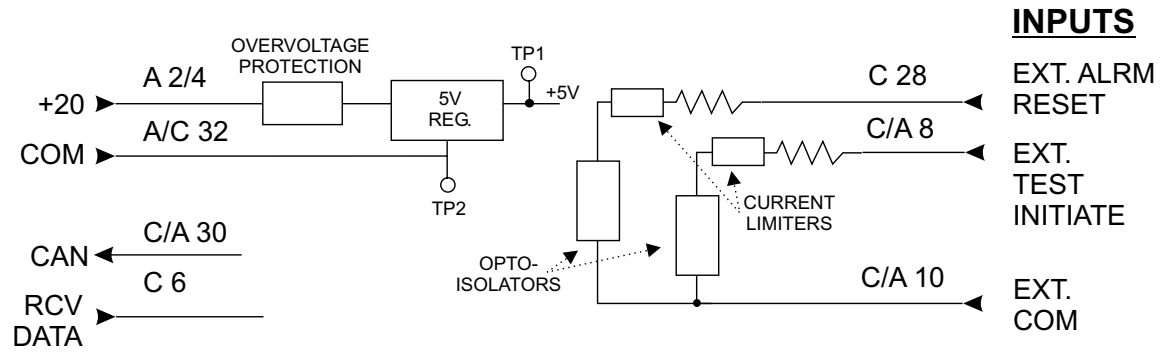 INPUTS
OVERVOLTAGE
PROTECTION
TP1
A 2/4
+20
5V
REG.
+5V
A/C 32
COM
TP2
C/A 30
CAN
C 6
RCV
DATA
C 28
EXT. ALRM
RESET
C/A 8
EXT.
TEST
INITIATE
CURRENT
LIMITERS
OPTO-
ISOLATORS
C/A 10
EXT.
COM